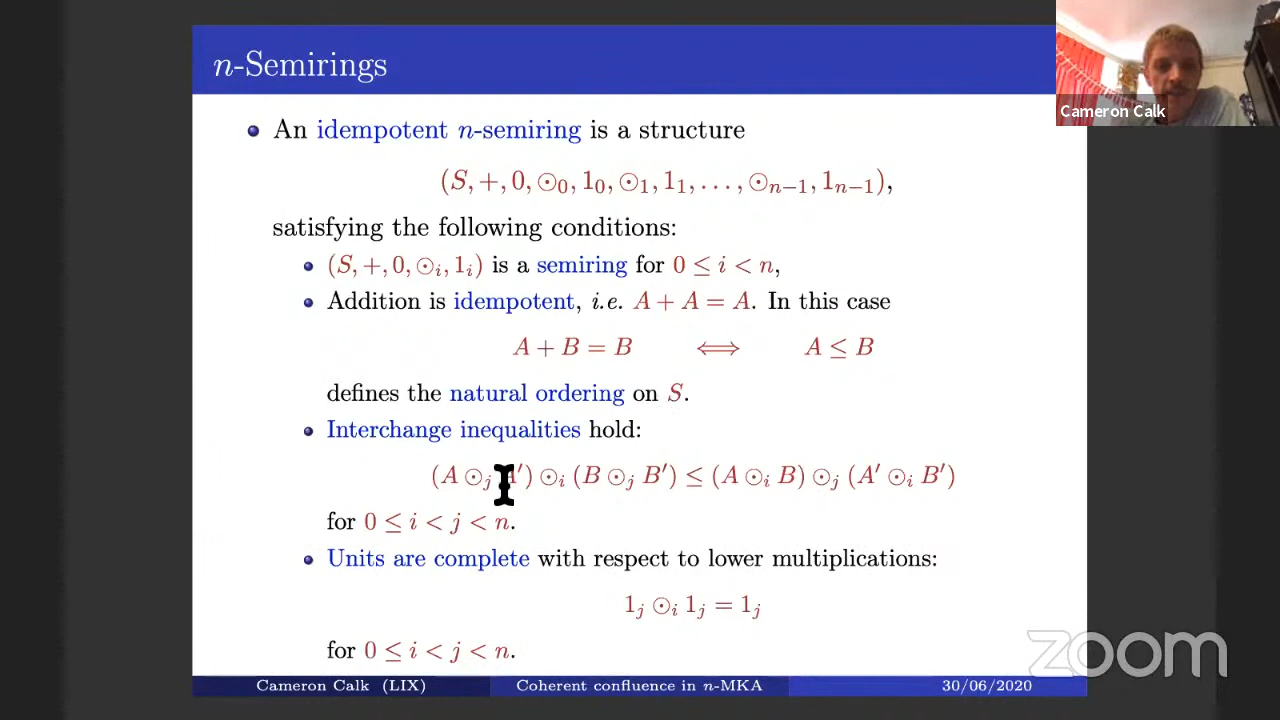 n-Semirings
Cameron Calk
An idempotent n-semiring is a structure
(S, +, 0, ⊙₀, 1₀, ⊙₁, 1₁, . . . , ⊙ₙ₋₁, 1ₙ₋₁),
satisfying the following conditions:
(S, +, 0, ⊙ᵢ, 1ᵢ) is a semiring for 0 ≤ i < n,
Addition is idempotent, i.e. A + A = A. In this case
A + B = B ⟺ A ≤ B
defines the natural ordering on S.
Interchange inequalities hold:
(A ⊙ⱼ A′) ⊙ᵢ (B ⊙ⱼ B′) ≤ (A ⊙ᵢ B) ⊙ⱼ (A′ ⊙ᵢ B′)
for 0 ≤ i < j < n.
Units are complete with respect to lower multiplications:
1ⱼ ⊙ᵢ 1ⱼ = 1ⱼ
for 0 ≤ i < j < n.
zoom
Cameron Calk (LIX) Coherent confluence in n-MKA 30/06/2020